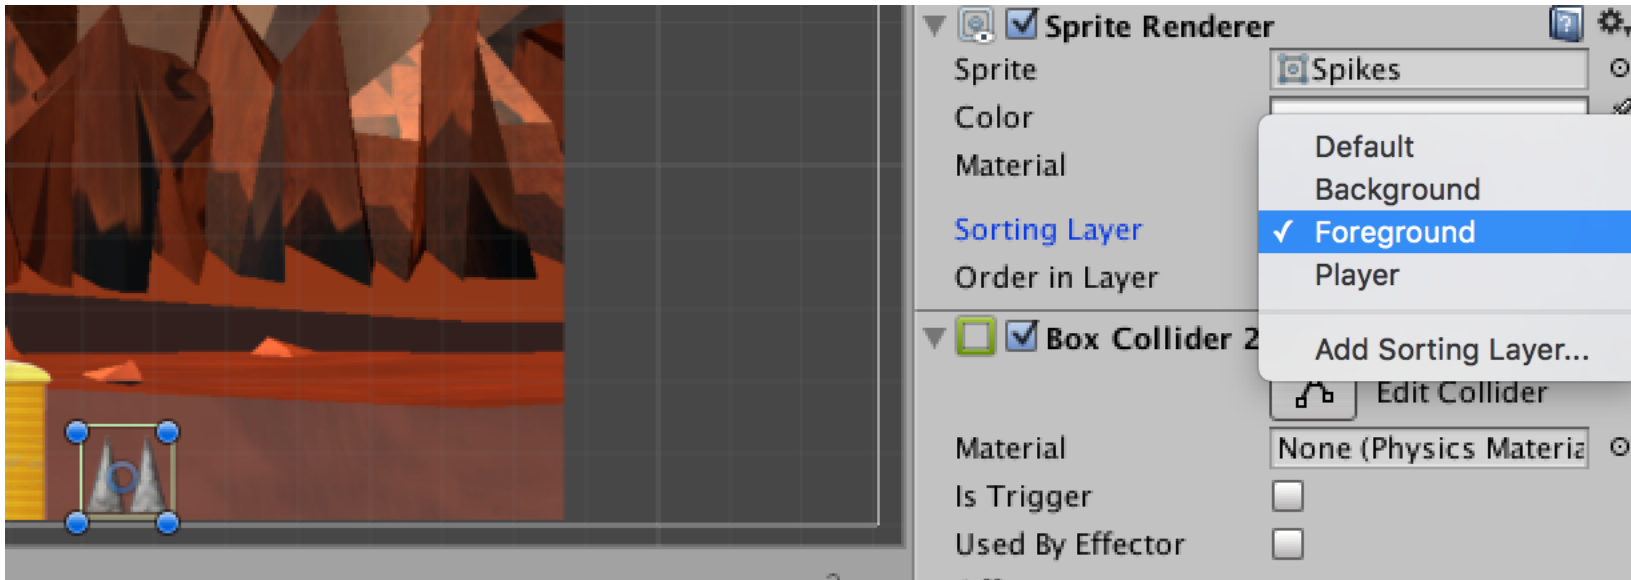 Sprite Renderer
Sprite
Spikes
Color
Material
Sorting Layer
Order in Layer
Default
Background
✓ Foreground
Player
Add Sorting Layer...
Box Collider 2
Edit Collider
Material
None (Physics Materia
Is Trigger
Used By Effector